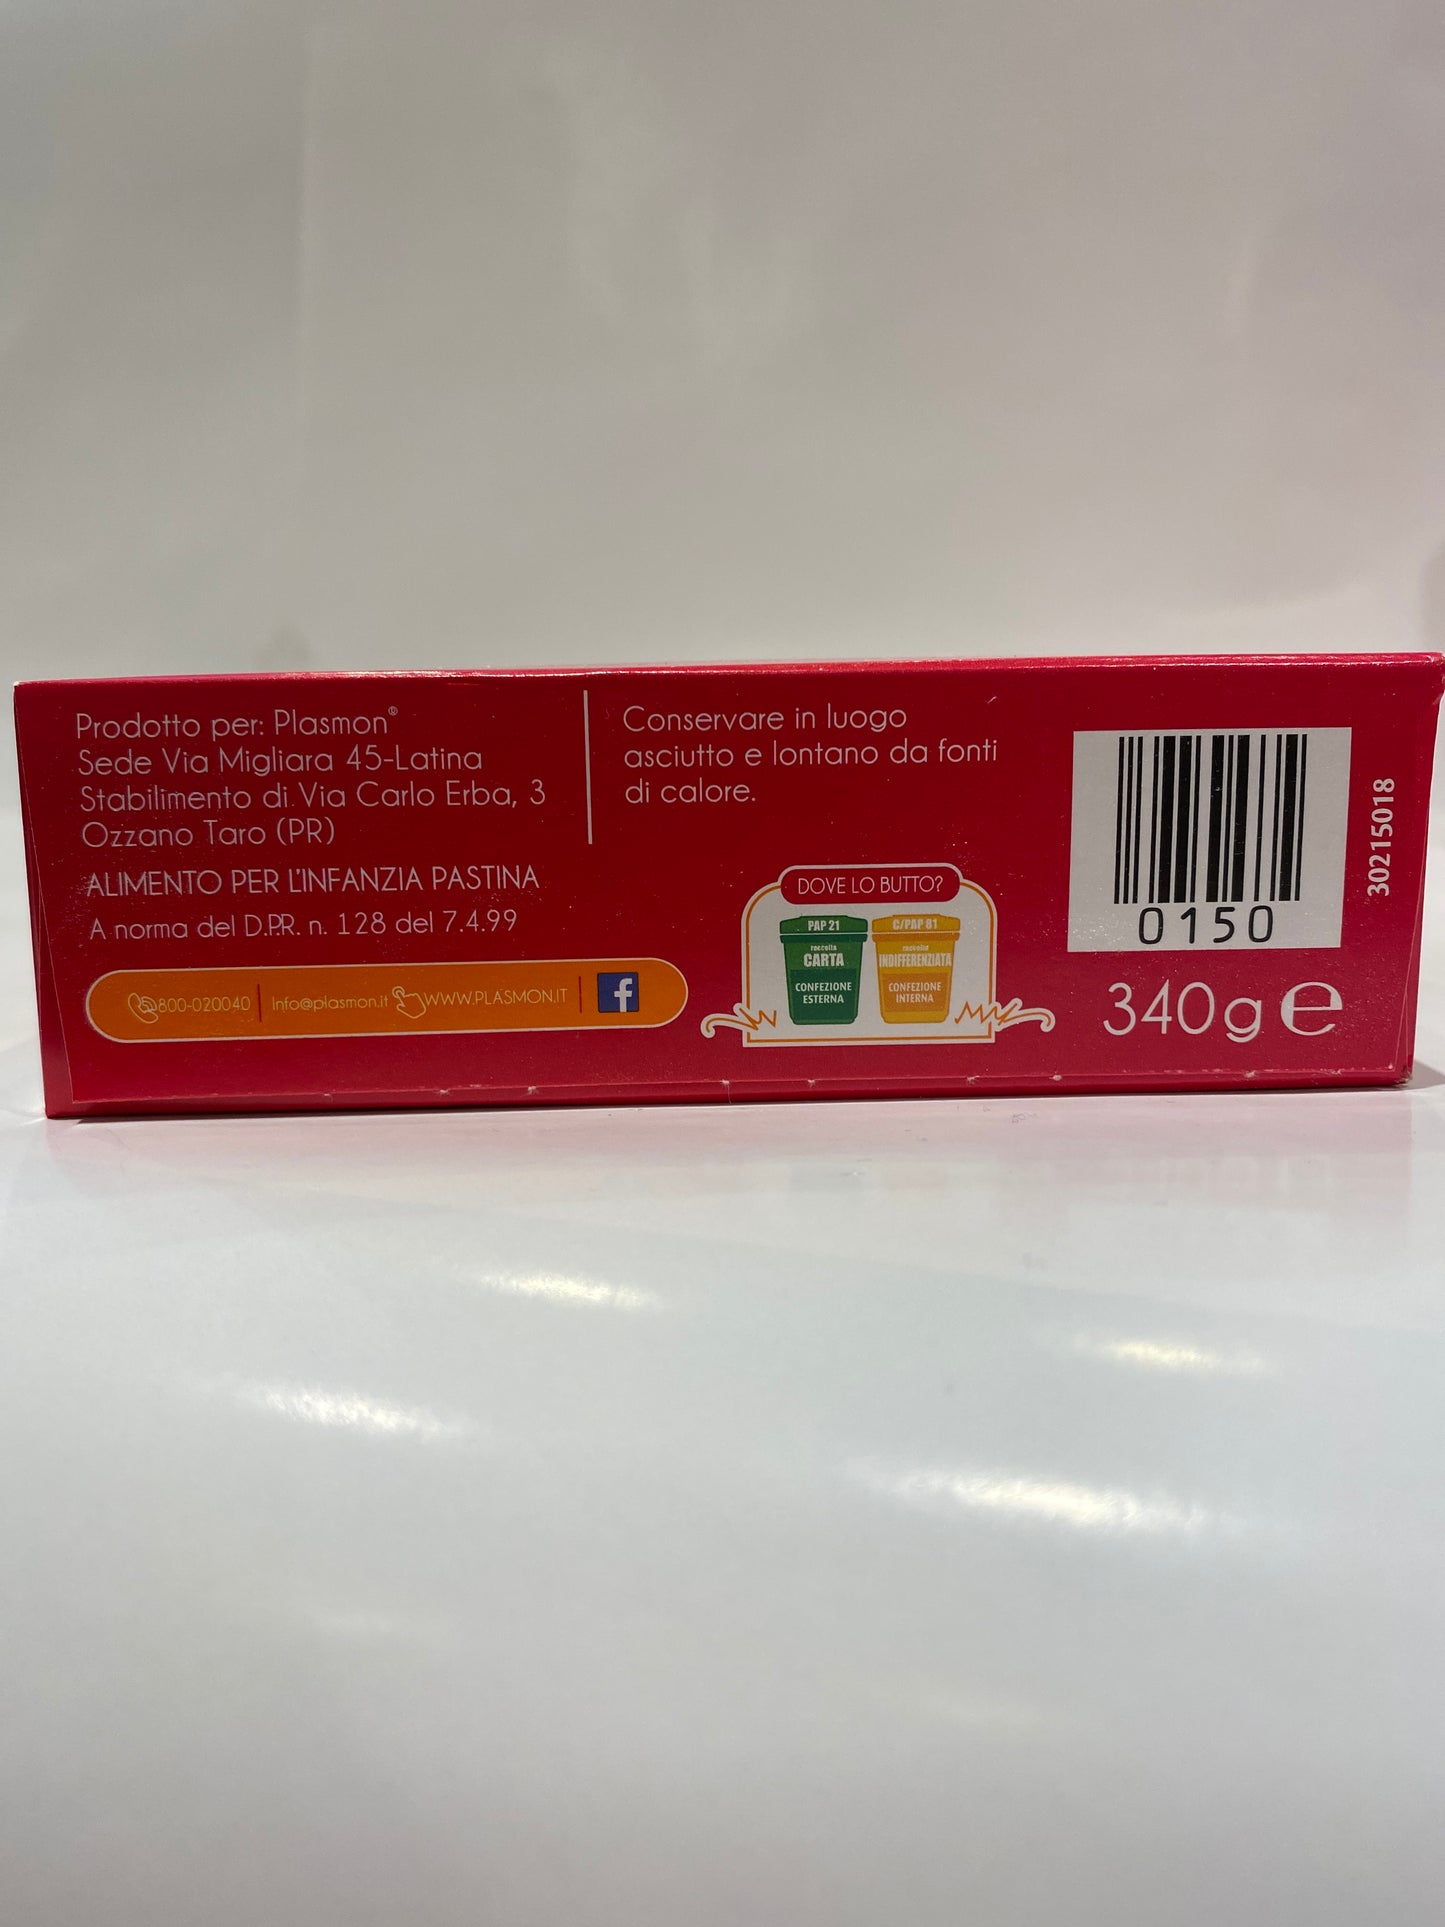 Prodotto per: Plasmon®
Sede Via Migliara 45-Latina
Stabilimento di Via Carlo Erba, 3
Ozzano Taro (PR)
ALIMENTO PER L'INFANZIA PASTINA
A norma del D.P.R. n. 128 del 7.4.99
800-020040
Info@plasmon.it
WWW.PLASMON.IT
f
Conservare in luogo
asciutto e lontano da fonti
di calore.
DOVE LO BUTTO?
PAP 21
raccolta
CARTA
CONFEZIONE
ESTERNA
C/PAP 81
raccolta
INDIFFERENZIATA
CONFEZIONE
INTERNA
0150
340g e
30215018